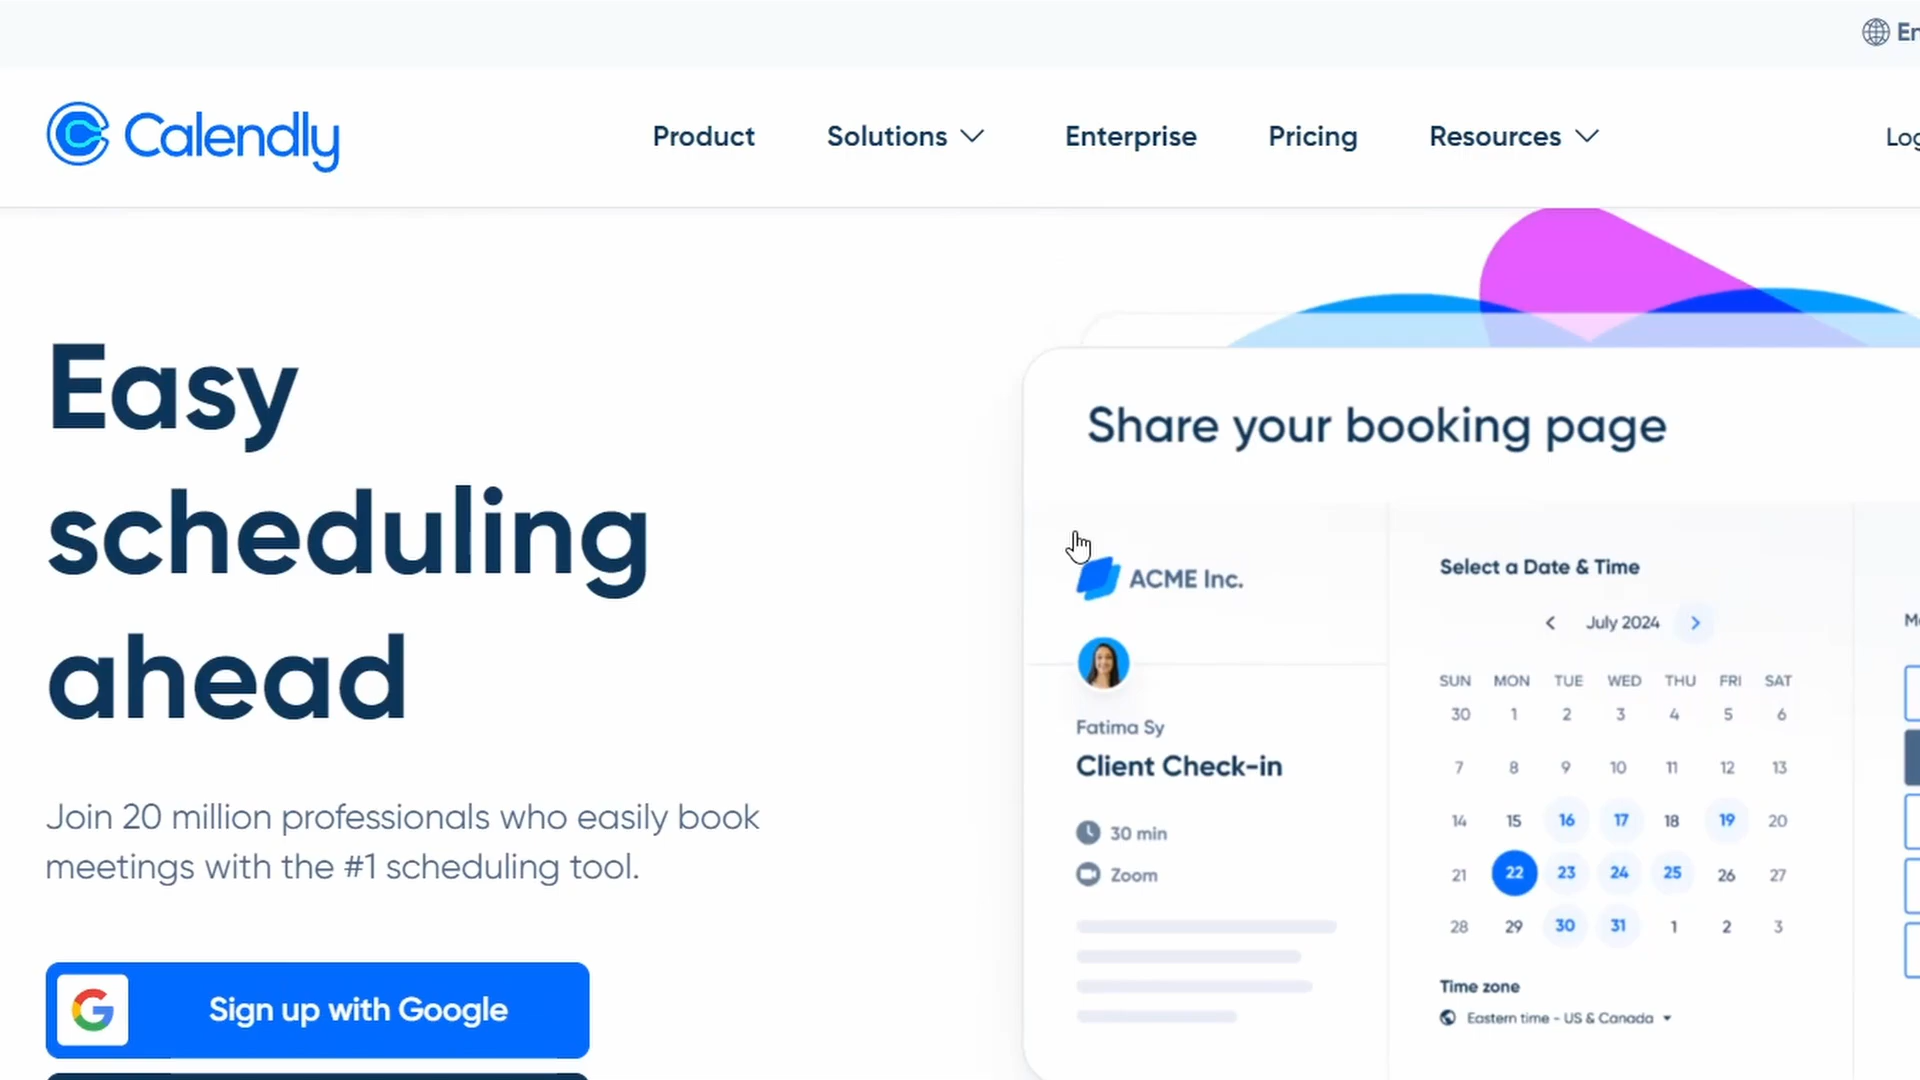 Calendly
Product
Solutions
Enterprise
Pricing
Resources
Easy
scheduling
ahead
Join 20 million professionals who easily book
meetings with the #1 scheduling tool.
Sign up with Google
Share your booking page
ACME Inc.
Fatima Sy
Client Check-in
30 min
Zoom
Select a Date & Time
July 2024
SUN MON TUE WED THU FRI SAT
30 1 2 3 4 5 6
7 8 9 10 11 12 13
14 15 16 17 18 19 20
21 22 23 24 25 26 27
28 29 30 31 1 2 3
Time zone
Eastern time - US & Canada